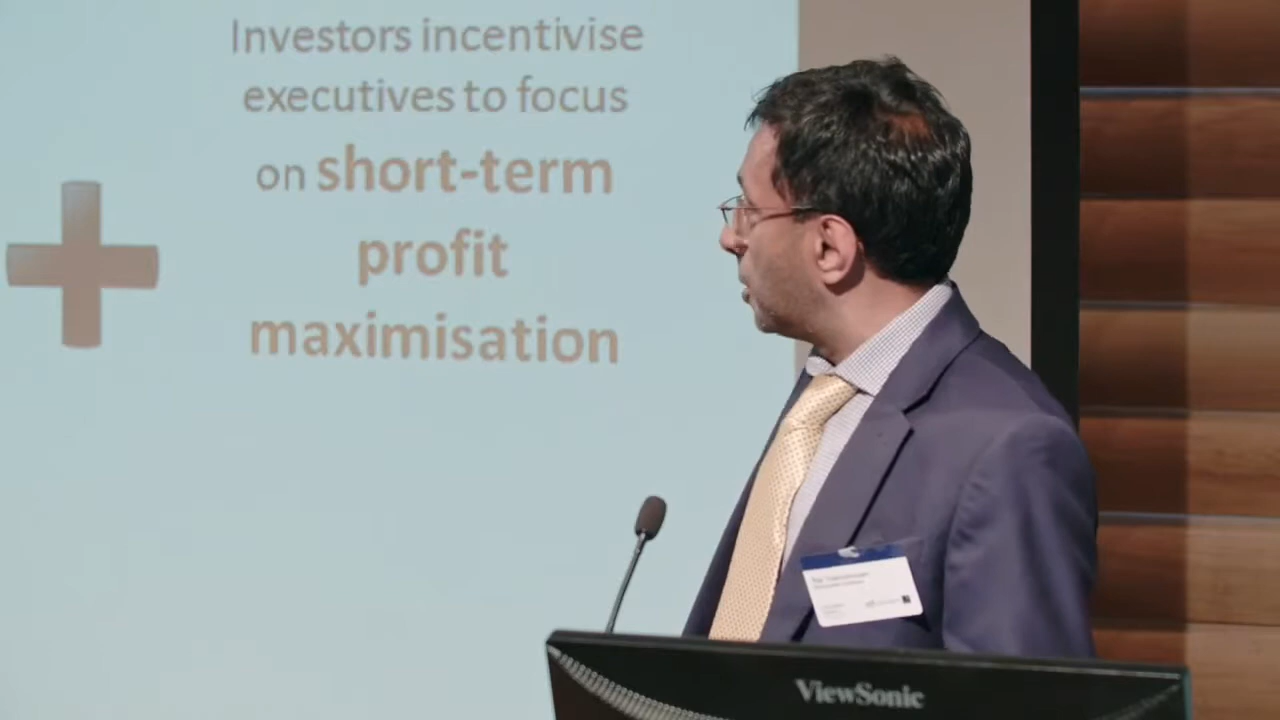 Investors incentivise
executives to focus
on short-term
profit
maximisation
ViewSonic